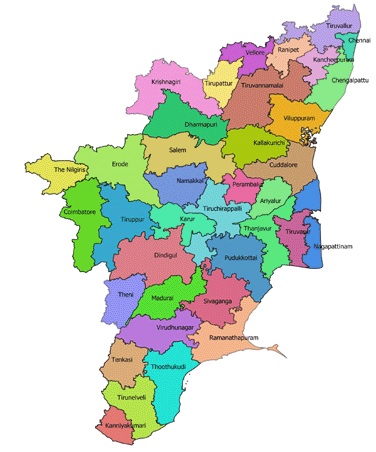 Tiruvallur
Chennai
Vellore
Ranipet
Kancheepuram
Krishnagiri
Tirupattur
Tiruvannamalai
Chengalpattu
Dharmapuri
Viluppuram
Salem
Kallakurichi
The Nilgiris
Erode
Cuddalore
Namakkal
Perambalur
Ariyalur
Coimbatore
Tiruppur
Karur
Tiruchirappalli
Thanjavur
Tiruvarur
Nagapattinam
Dindigul
Pudukkottai
Theni
Madurai
Sivaganga
Virudhunagar
Ramanathapuram
Tenkasi
Thoothukudi
Tirunelveli
Kanniyakumari